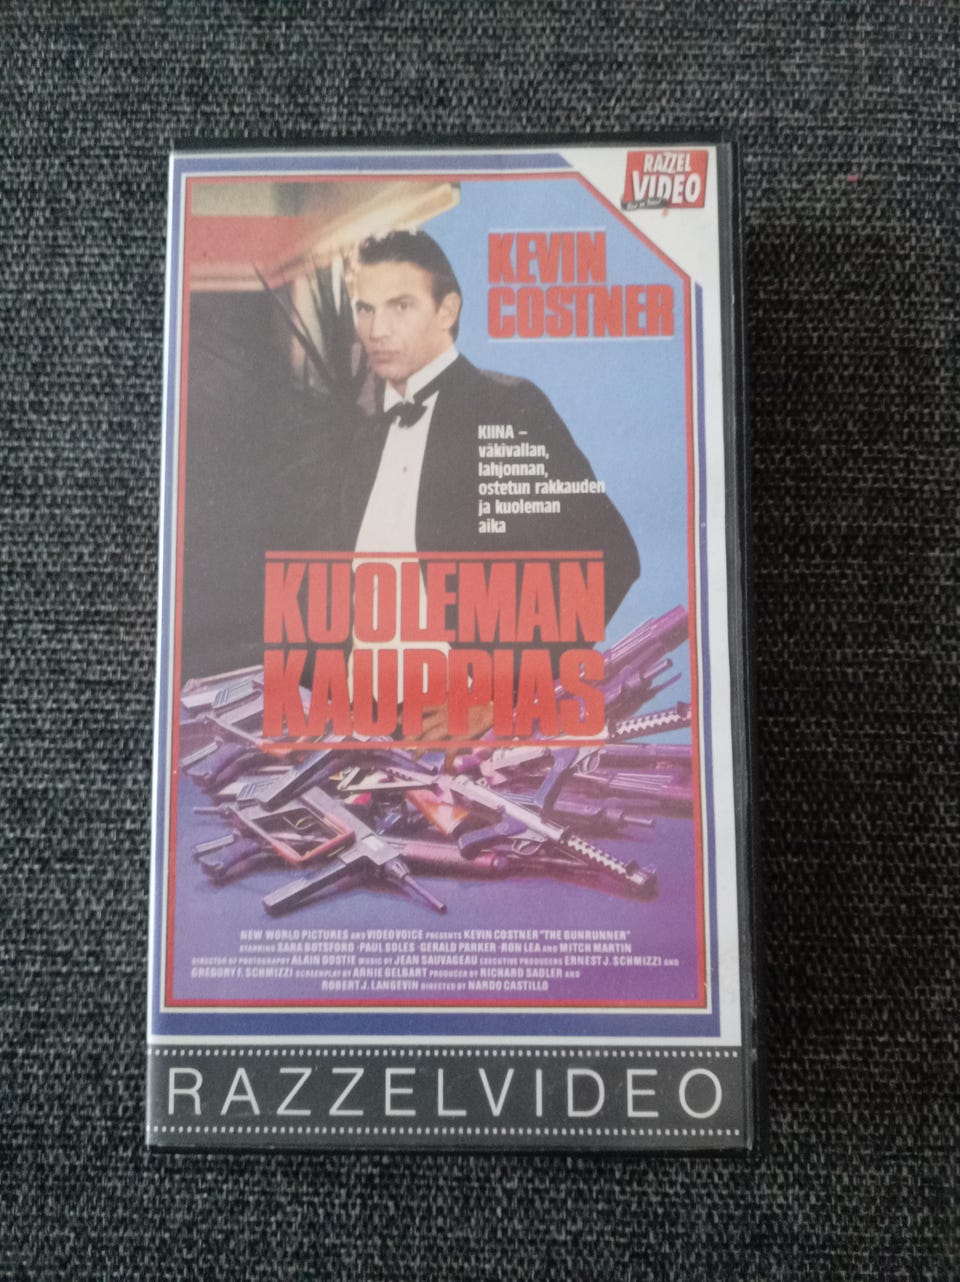 RAZZEL
VIDEO
KEVIN
COSTNER
KIINA –
väkivallan,
lahjonnan,
ostetun rakkauden
ja kuoleman
aika
KUOLEMAN
KAUPPIAS
NEW WORLD PICTURES AND VIDEO VOICE PRESENTS KEVIN COSTNER "THE GUNRUNNER"
STARRING SARA BOTSFORD · PAUL SOLES · GERALD PARKER · RON LEA AND MITCH MARTIN
DIRECTOR OF PHOTOGRAPHY ALAIN DOSTIE MUSIC BY JEAN SAUVAGEAU EXECUTIVE PRODUCERS ERNEST J. SCHMIZZI AND
GREGORY F. SCHMIZZI SCREENPLAY BY ARNIE GELBART PRODUCED BY RICHARD SADLER AND
ROBERT J. LANGEVIN DIRECTED BY NARDO CASTILLO
RAZZELVIDEO